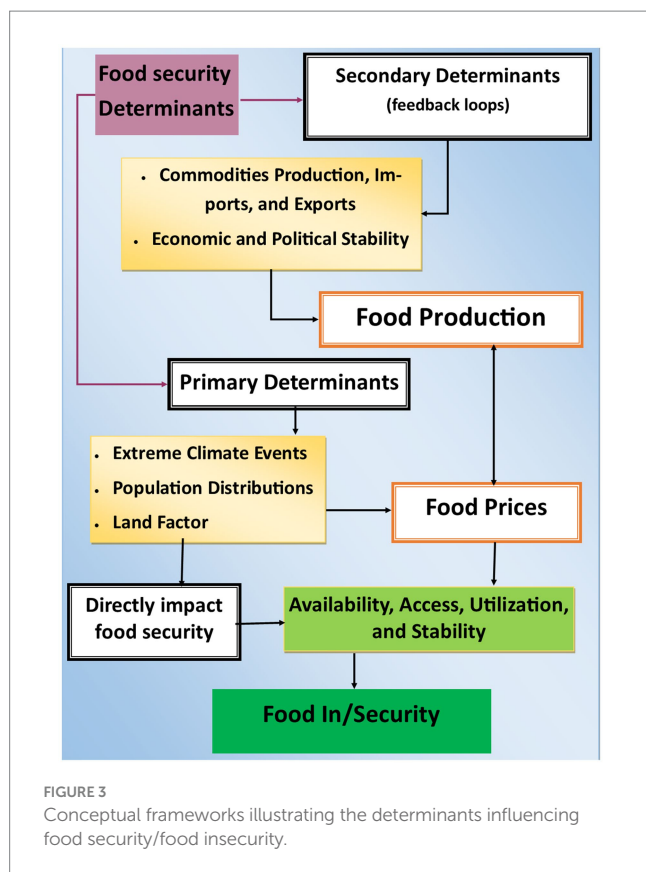 Food security
Determinants
Secondary Determinants
(feedback loops)
• Commodities Production, Im-
ports, and Exports
• Economic and Political Stability
Food Production
Primary Determinants
• Extreme Climate Events
• Population Distributions
• Land Factor
Food Prices
Directly impact
food security
Availability, Access, Utilization,
and Stability
Food In/Security
FIGURE 3
Conceptual frameworks illustrating the determinants influencing
food security/food insecurity.